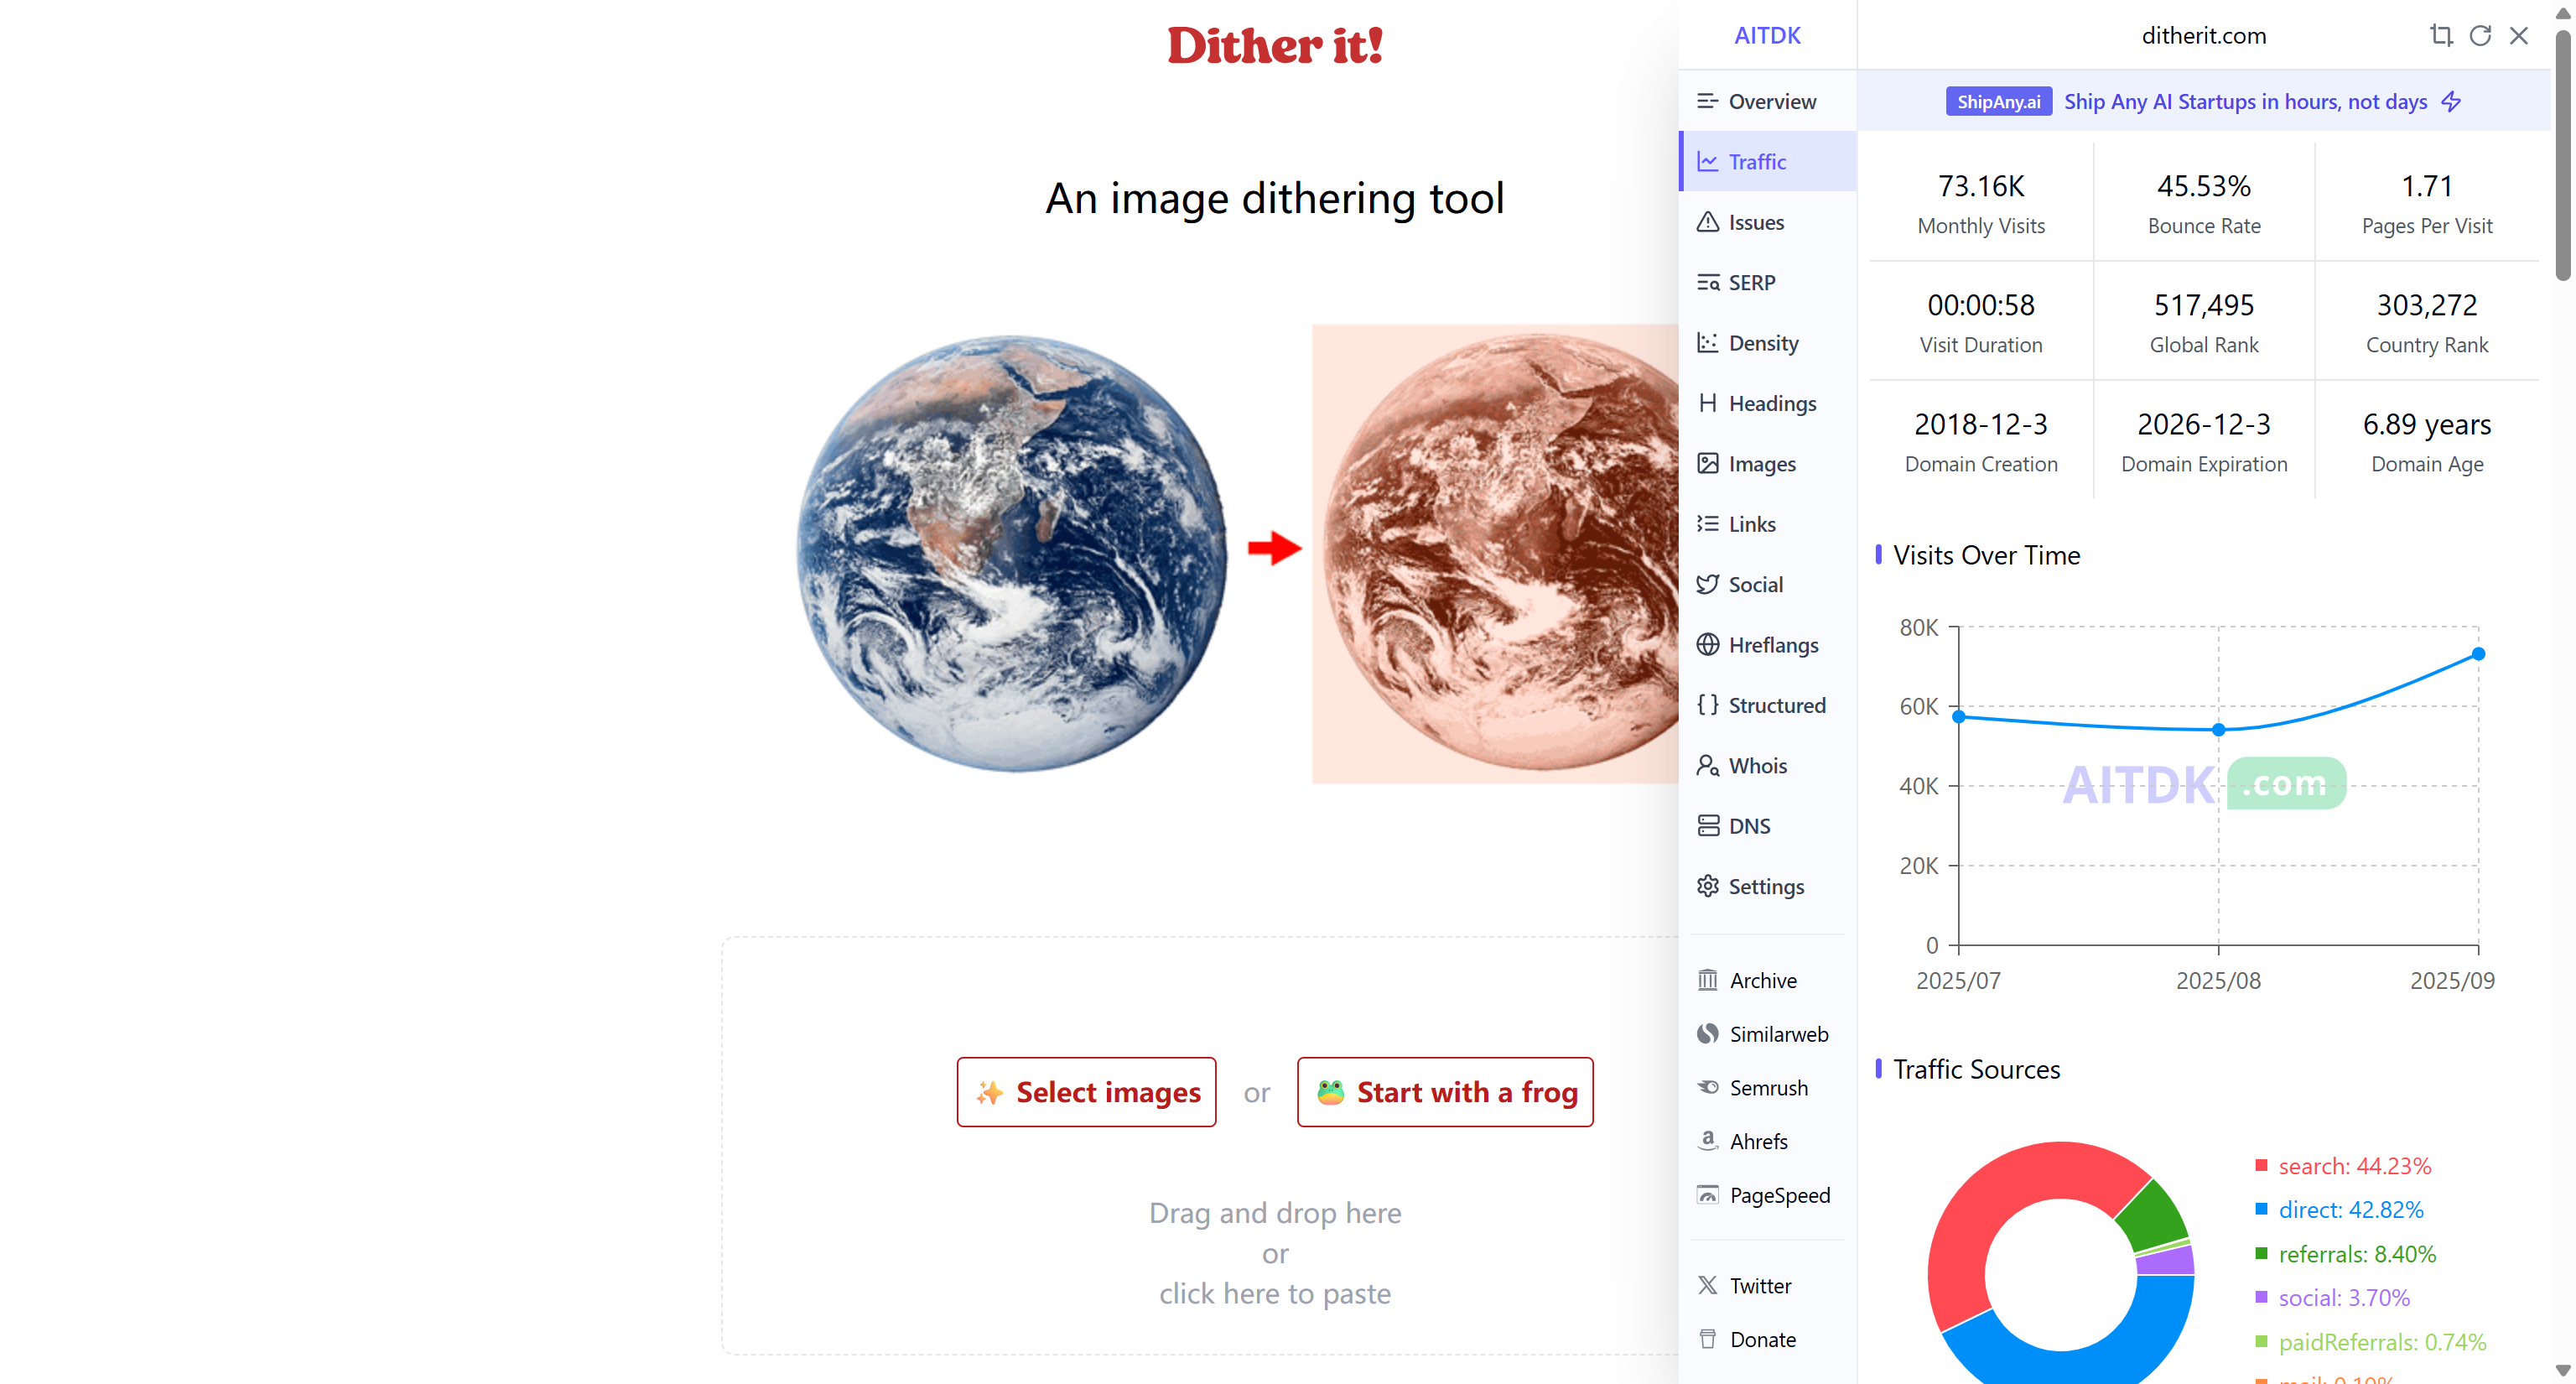 Dither it!
An image dithering tool
✨ Select images
or
🐸 Start with a frog
Drag and drop here
or
click here to paste
AITDK
Overview
Traffic
Issues
SERP
Density
Headings
Images
Links
Social
Hreflangs
Structured
Whois
DNS
Settings
Archive
Similarweb
Semrush
Ahrefs
PageSpeed
Twitter
Donate
ditherit.com
ShipAny.ai Ship Any AI Startups in hours, not days
73.16K
Monthly Visits
45.53%
Bounce Rate
1.71
Pages Per Visit
00:00:58
Visit Duration
517,495
Global Rank
303,272
Country Rank
2018-12-3
Domain Creation
2026-12-3
Domain Expiration
6.89 years
Domain Age
Visits Over Time
80K
60K
40K
20K
0
2025/07
2025/08
2025/09
AITDK .com
Traffic Sources
search: 44.23%
direct: 42.82%
referrals: 8.40%
social: 3.70%
paidReferrals: 0.74%